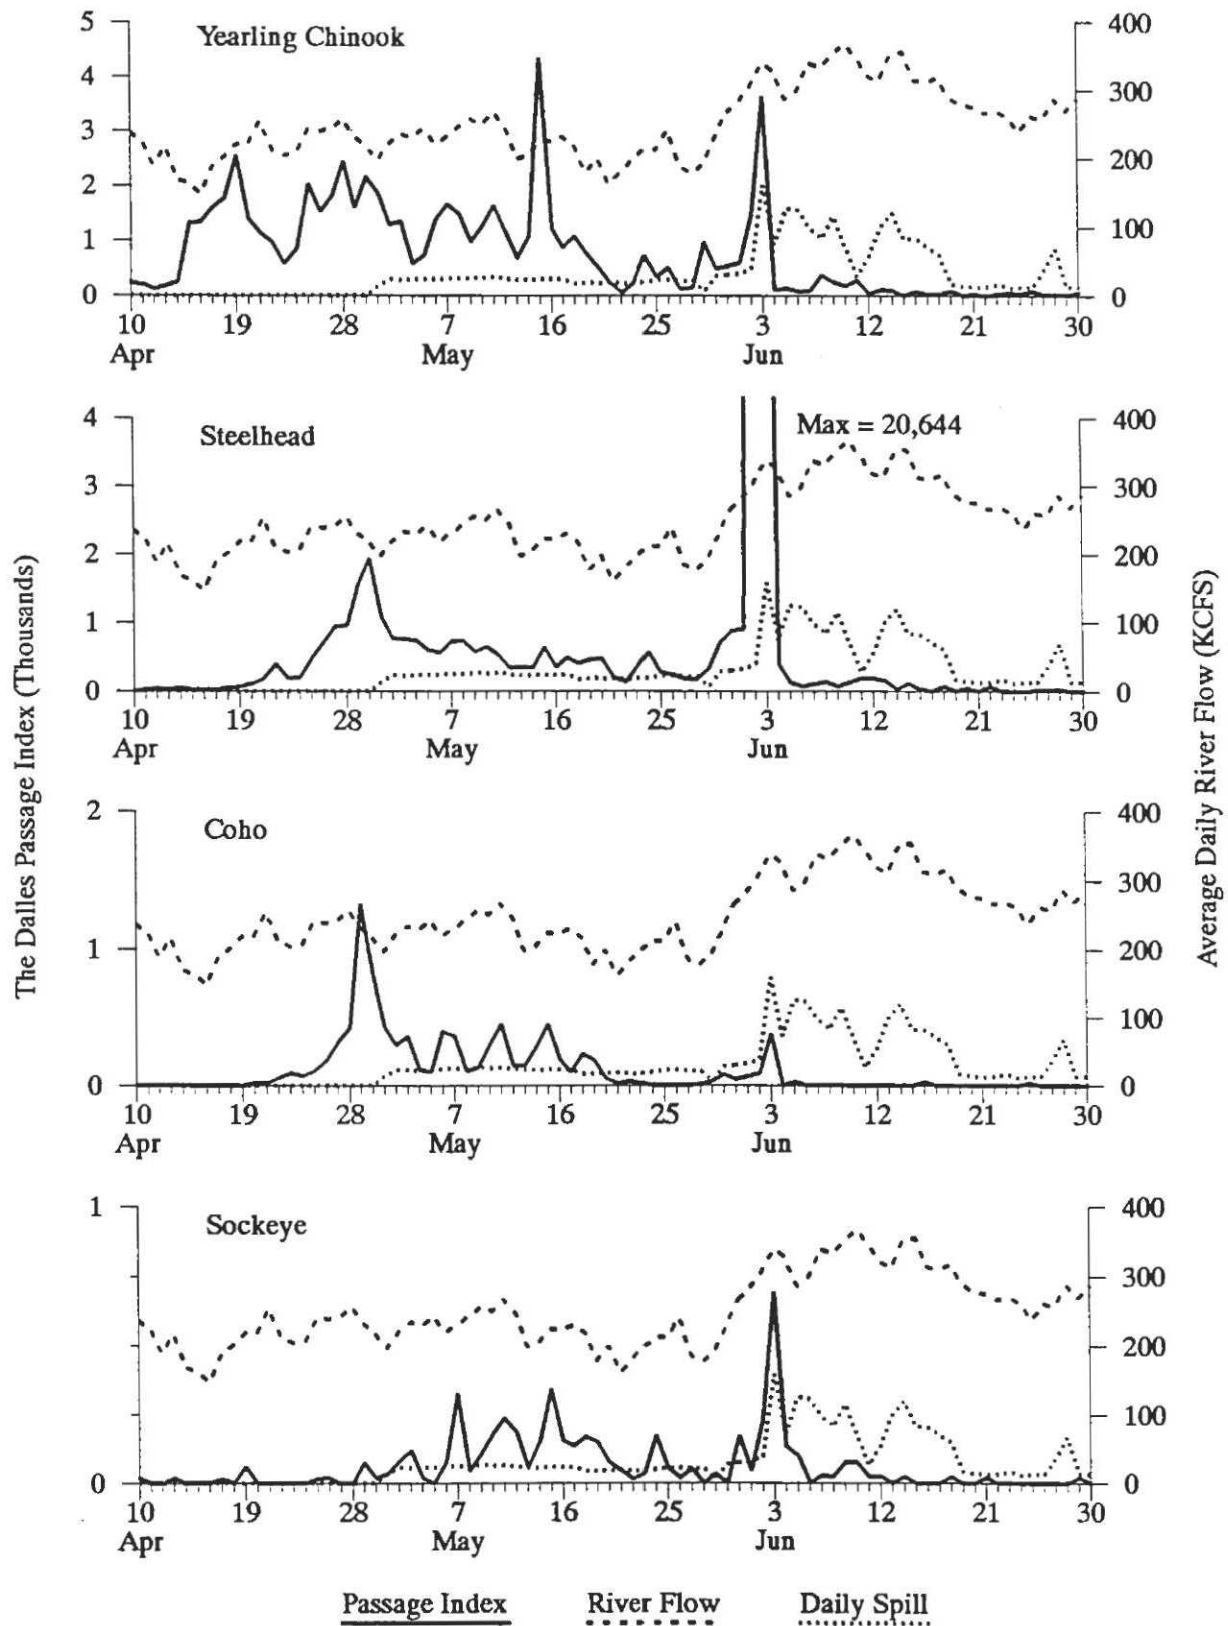 The Dalles Passage Index (Thousands)
Average Daily River Flow (KCFS)
Yearling Chinook
5
4
3
2
1
0
400
300
200
100
0
10 19 28 7 16 25 3 12 21 30
Apr May Jun
Steelhead
Max = 20,644
4
3
2
1
0
400
300
200
100
0
10 19 28 7 16 25 3 12 21 30
Apr May Jun
Coho
2
1
0
400
300
200
100
0
10 19 28 7 16 25 3 12 21 30
Apr May Jun
Sockeye
1
0
400
300
200
100
0
10 19 28 7 16 25 3 12 21 30
Apr May Jun
Passage Index River Flow Daily Spill